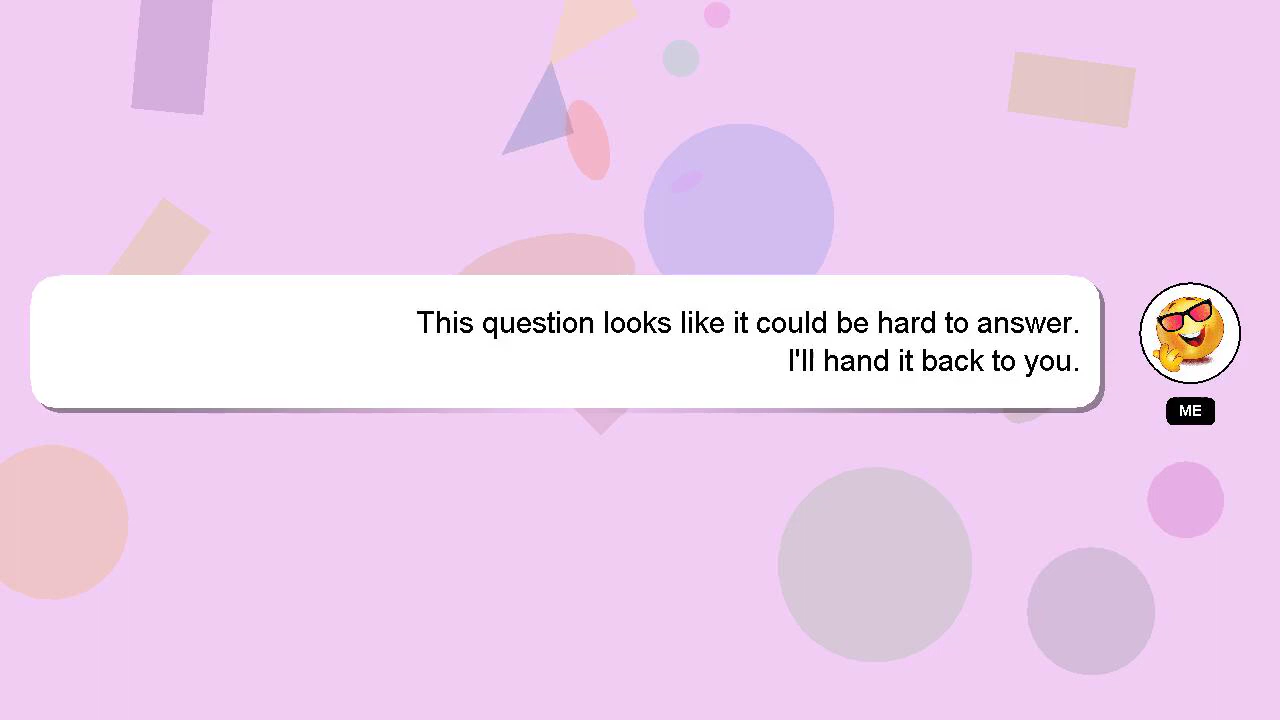 This question looks like it could be hard to answer.
I'll hand it back to you.
ME